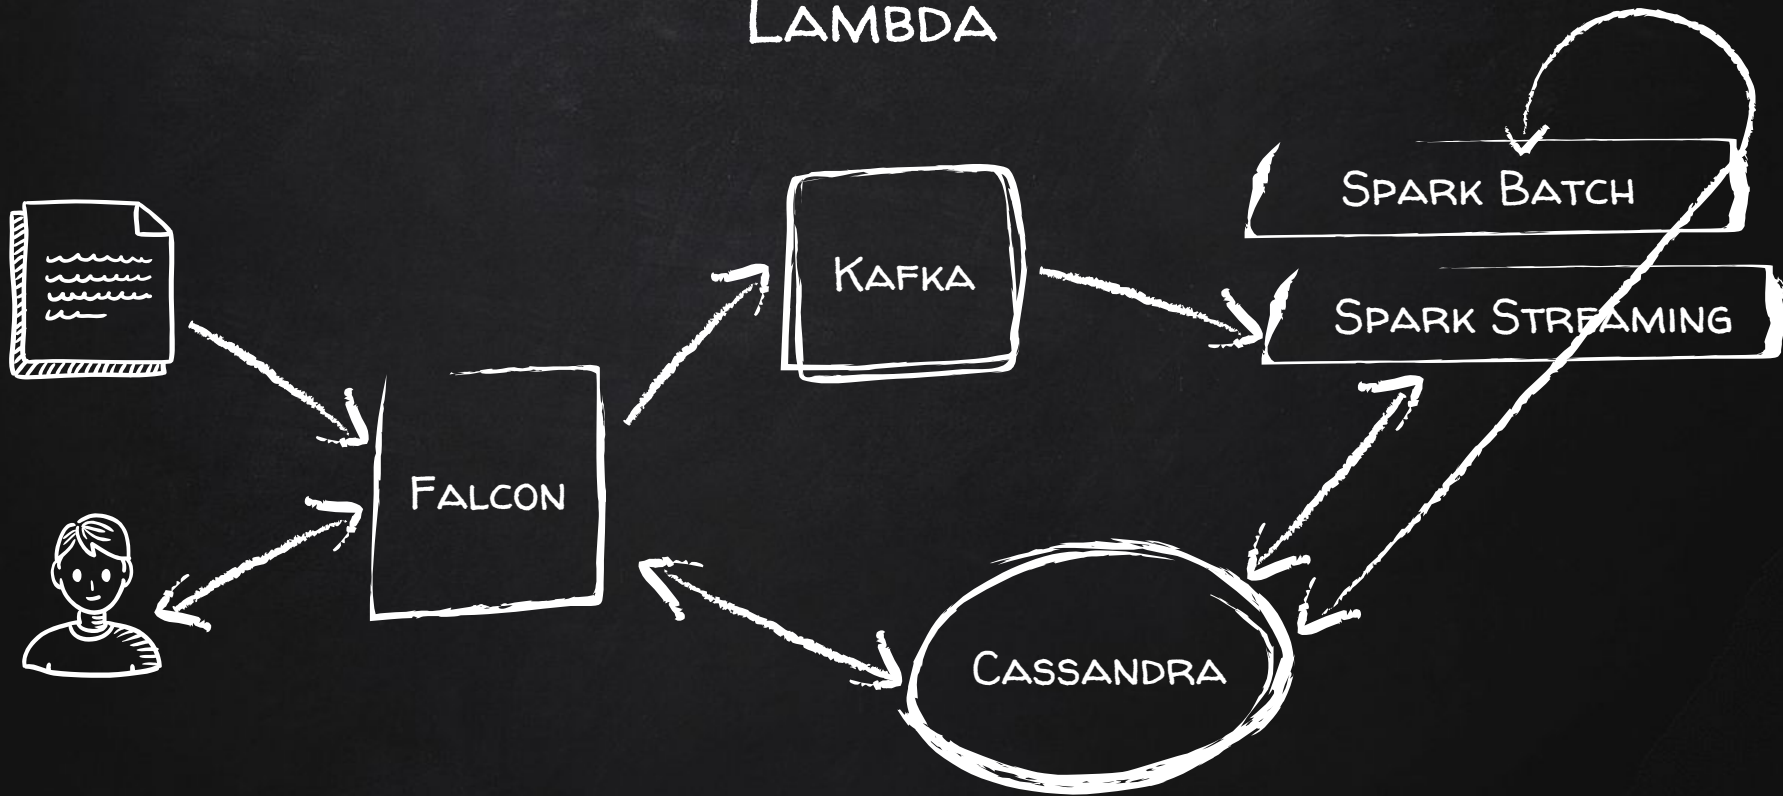 LAMBDA
SPARK BATCH
KAFKA
SPARK STREAMING
FALCON
CASSANDRA